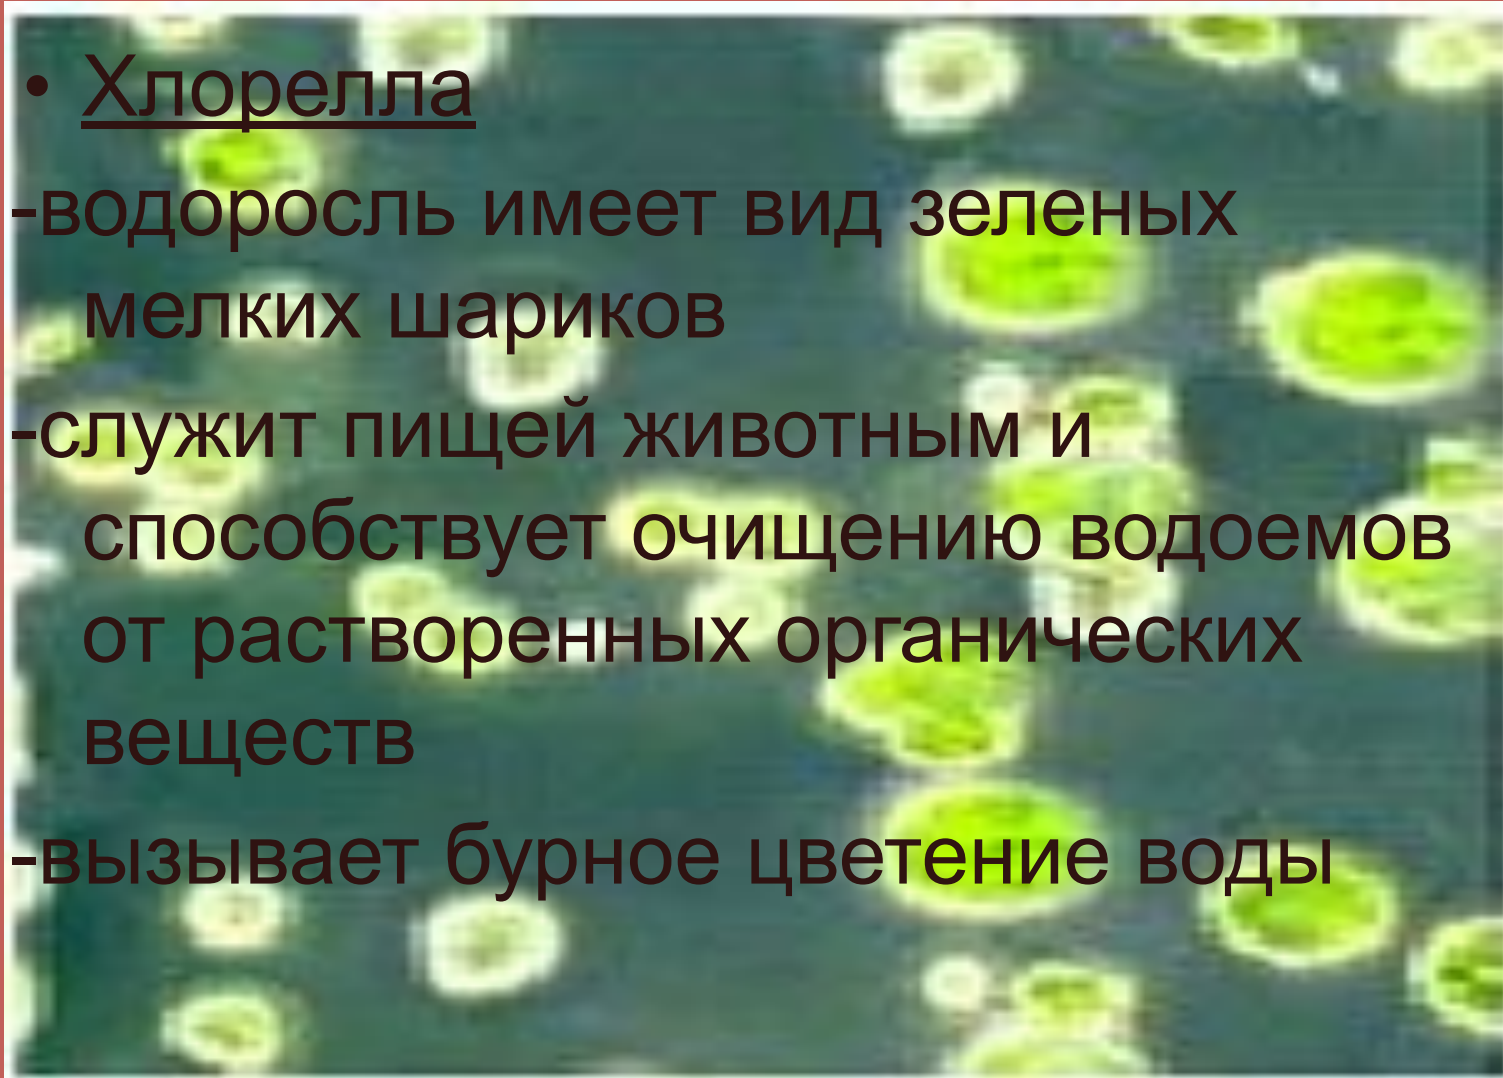 • Хлорелла
-водоросль имеет вид зеленых
мелких шариков
-служит пищей животным и
способствует очищению водоемов
от растворенных органических
веществ
-вызывает бурное цветение воды